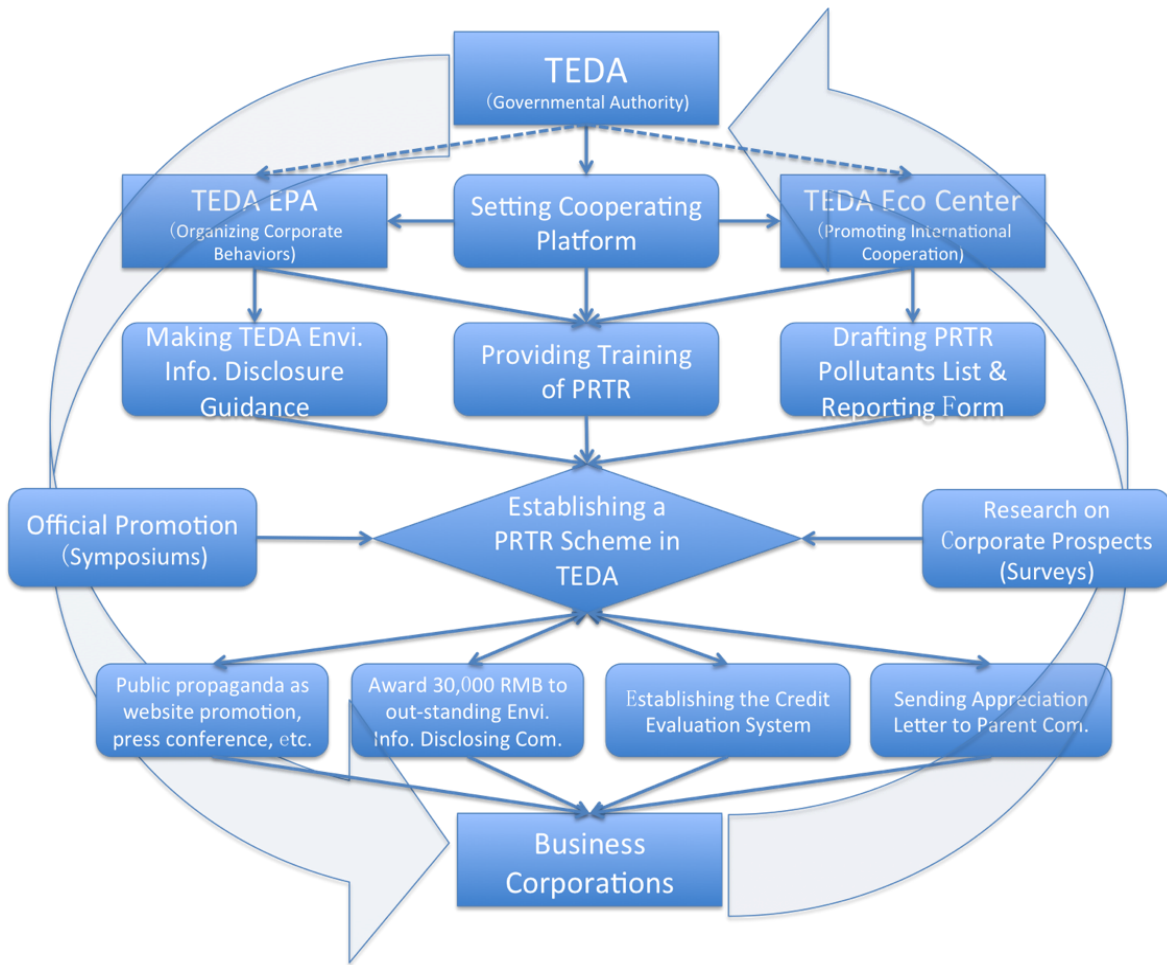 TEDA
(Governmental Authority)
TEDA EPA
(Organizing Corporate
Behaviors)
Setting Cooperating
Platform
TEDA Eco Center
(Promoting International
Cooperation)
Making TEDA Envi.
Info. Disclosure
Guidance
Providing Training
of PRTR
Drafting PRTR
Pollutants List &
Reporting Form
Official Promotion
(Symposiums)
Establishing a
PRTR Scheme in
TEDA
Research on
Corporate Prospects
(Surveys)
Public propaganda as
website promotion,
press conference, etc.
Award 30,000 RMB to
out-standing Envi.
Info. Disclosing Com.
Establishing the Credit
Evaluation System
Sending Appreciation
Letter to Parent Com.
Business
Corporations